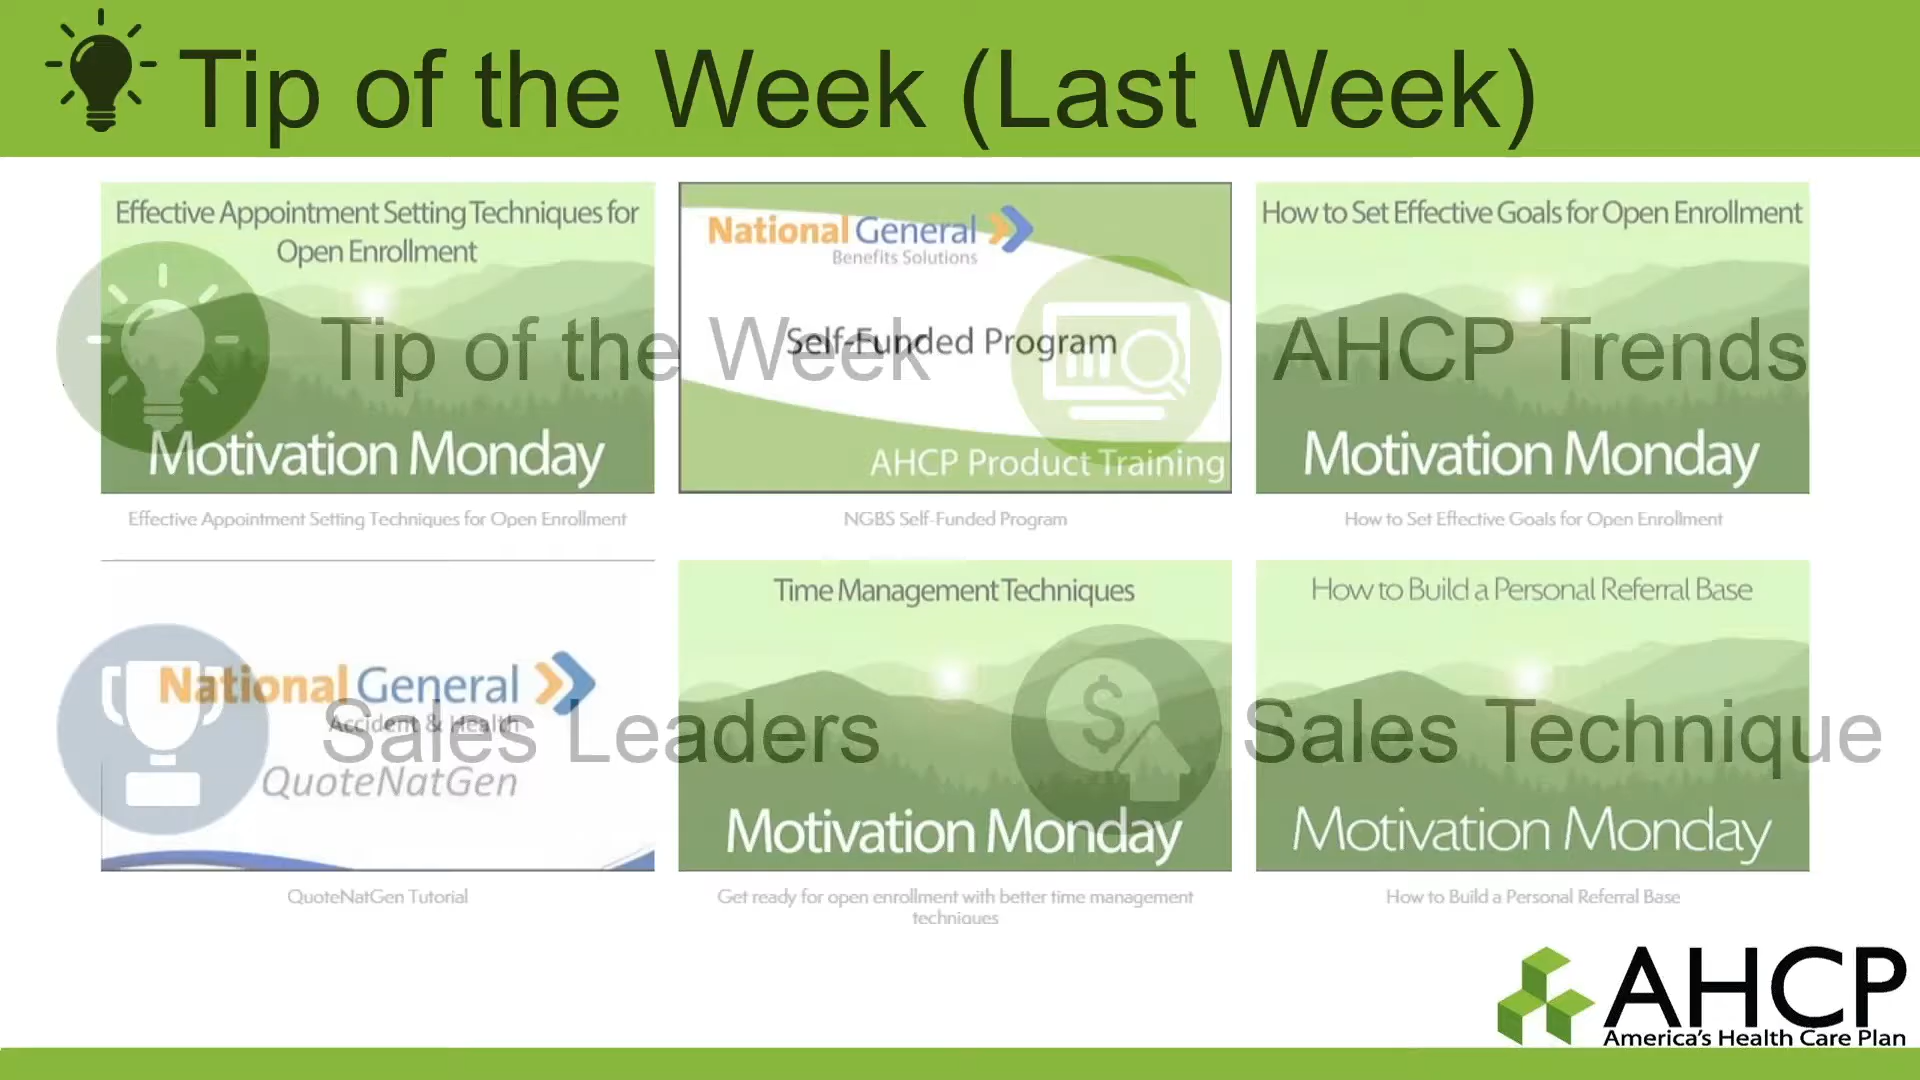 Tip of the Week (Last Week)
Effective Appointment Setting Techniques for
Open Enrollment
Motivation Monday
Effective Appointment Setting Techniques for Open Enrollment
National General
Benefits Solutions
Self-Funded Program
AHCP Product Training
NGBS Self-Funded Program
How to Set Effective Goals for Open Enrollment
Motivation Monday
How to Set Effective Goals for Open Enrollment
Tip of the Week
AHCP Trends
National General
Accident & Health
QuoteNatGen
QuoteNatGen Tutorial
Time Management Techniques
Motivation Monday
Get ready for open enrollment with better time management
techniques
How to Build a Personal Referral Base
Motivation Monday
How to Build a Personal Referral Base
Sales Leaders
Sales Technique
AHCP
America's Health Care Plan